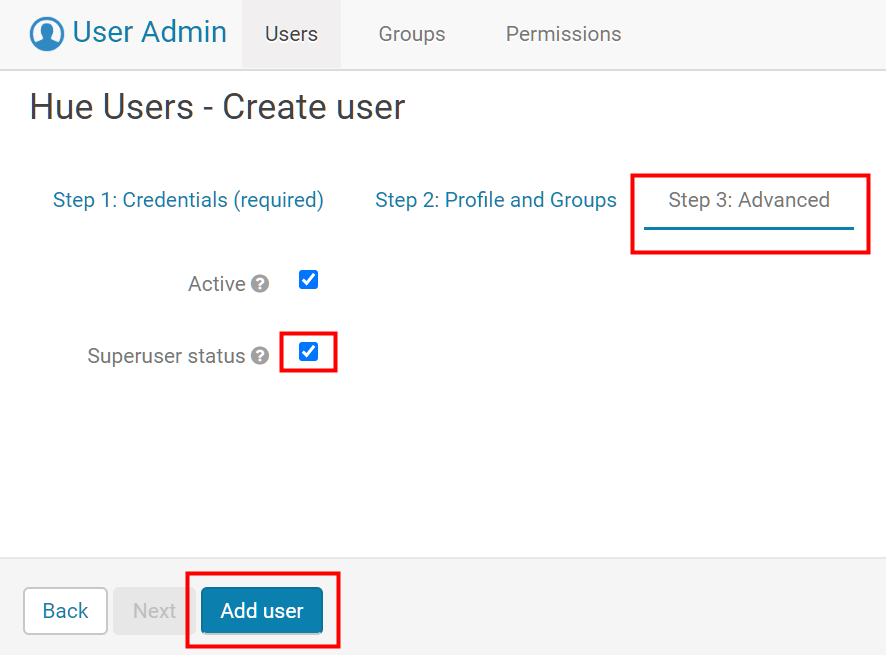 User Admin Users Groups Permissions
Hue Users - Create user
Step 1: Credentials (required) Step 2: Profile and Groups Step 3: Advanced
Active ?
Superuser status ?
Back Next Add user